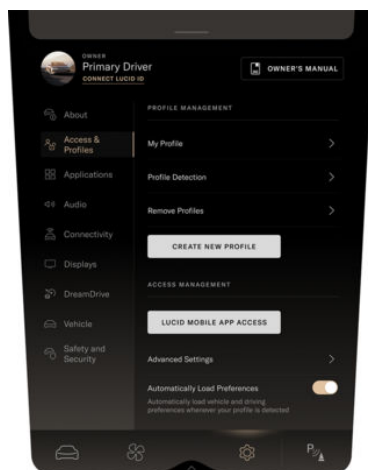 OWNER
Primary Driver
CONNECT LUCID ID
OWNER'S MANUAL
About
Access &
Profiles
Applications
Audio
Connectivity
Displays
DreamDrive
Vehicle
Safety and
Security
PROFILE MANAGEMENT
My Profile
Profile Detection
Remove Profiles
CREATE NEW PROFILE
ACCESS MANAGEMENT
LUCID MOBILE APP ACCESS
Advanced Settings
Automatically Load Preferences
Automatically load vehicle and driving
preferences whenever your profile is detected
P